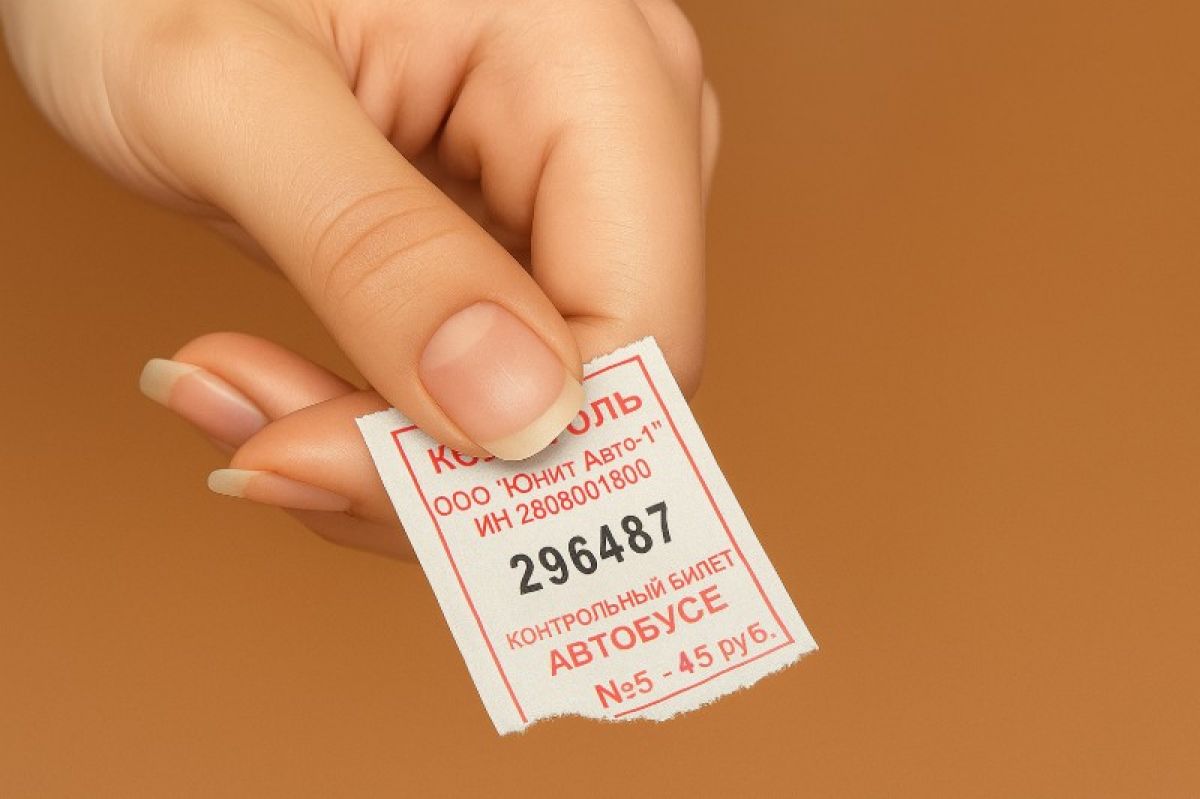 ООО 'Юнит Авто-1"
ИН 2808001800
296487
КОНТРОЛЬНЫЙ БИЛЕТ
АВТОБУСЕ
№5 - 45 руб.